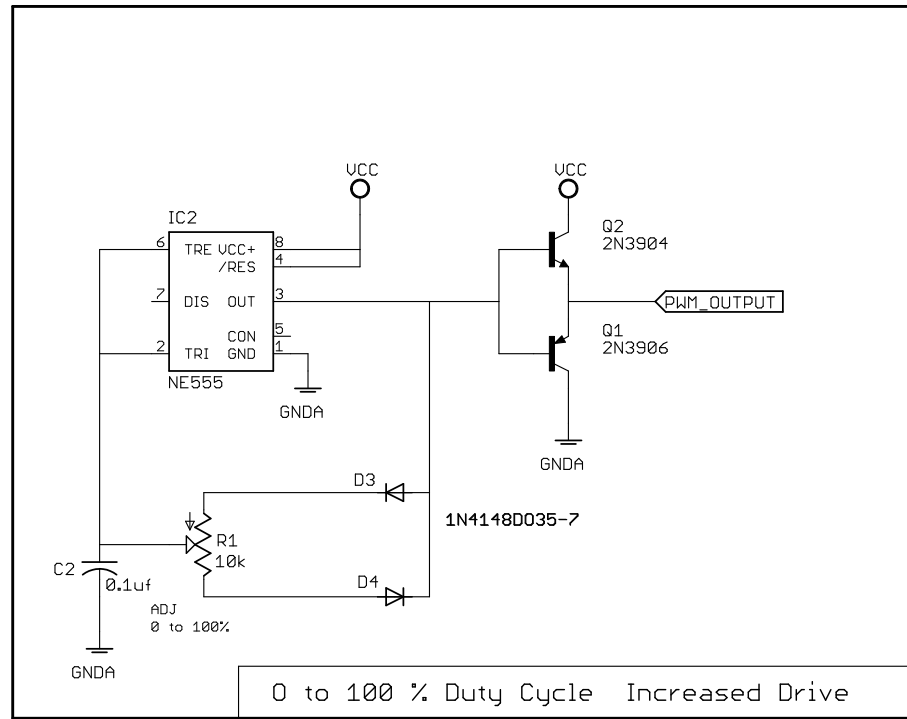 VCC
VCC
IC2
Q2
2N3904
6
TRE
VCC+
8
/RES
4
7
DIS
OUT
3
PWM_OUTPUT
CON
5
Q1
2N3906
2
TRI
GND
1
NE555
GNDA
GNDA
D3
1N4148DO35-7
R1
10k
C2
0.1uf
D4
ADJ
0 to 100%
GNDA
0 to 100 % Duty Cycle Increased Drive